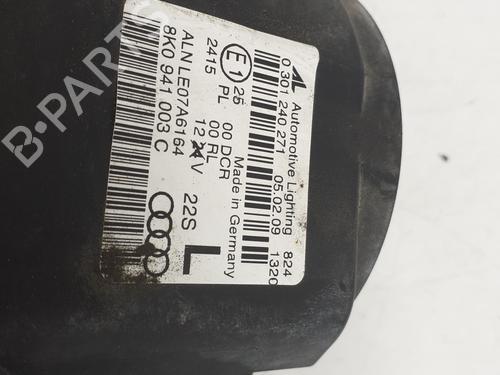 Automotive Lighting 824
0 301 240 271 05.02.09 1320
E1 25 Made in Germany
2415 PL 00 DCR
00 RL
12 V
ALN LE07A6164 22S
8K0 941 003 C
L
B-PARTS